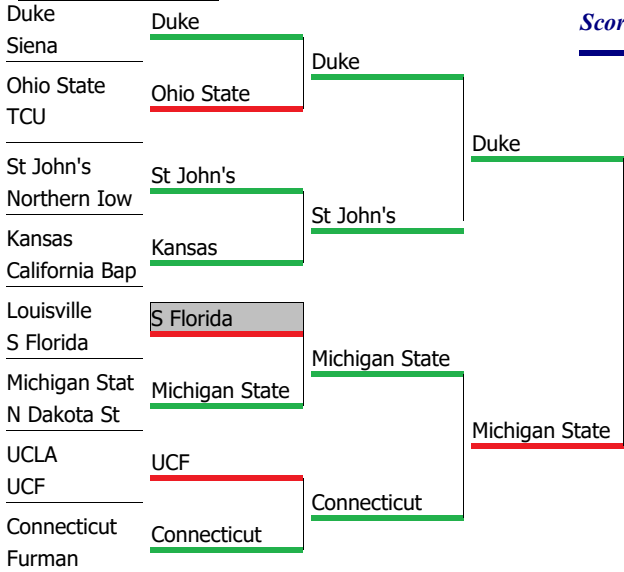 Duke
Siena
Ohio State
TCU
St John's
Northern Iow
Kansas
California Bap
Louisville
S Florida
Michigan Stat
N Dakota St
UCLA
UCF
Connecticut
Furman
Duke
Ohio State
St John's
Kansas
S Florida
Michigan State
UCF
Connecticut
Duke
St John's
Michigan State
Connecticut
Duke
Michigan State
Scor